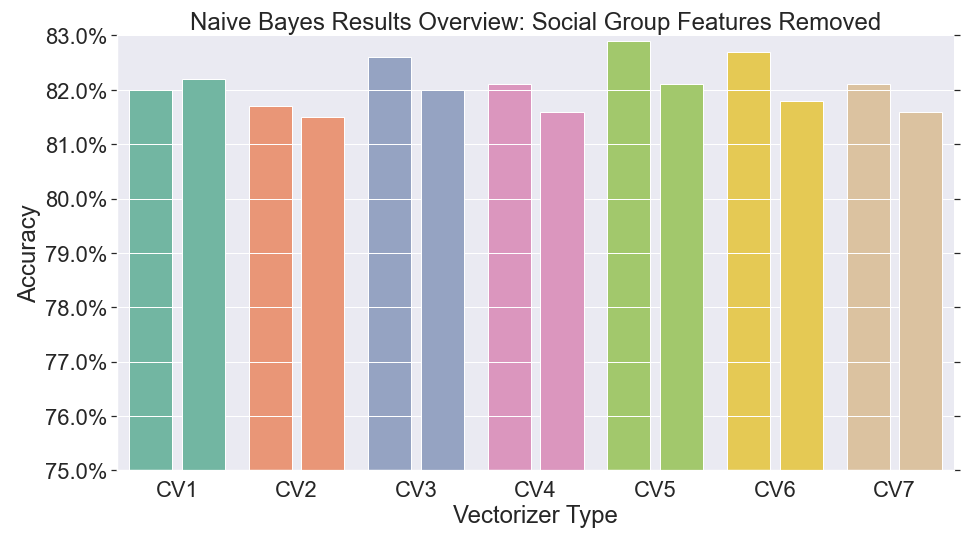 Naive Bayes Results Overview: Social Group Features Removed
83.0%
82.0%
81.0%
80.0%
79.0%
78.0%
77.0%
76.0%
75.0%
Accuracy
CV1 CV2 CV3 CV4 CV5 CV6 CV7
Vectorizer Type